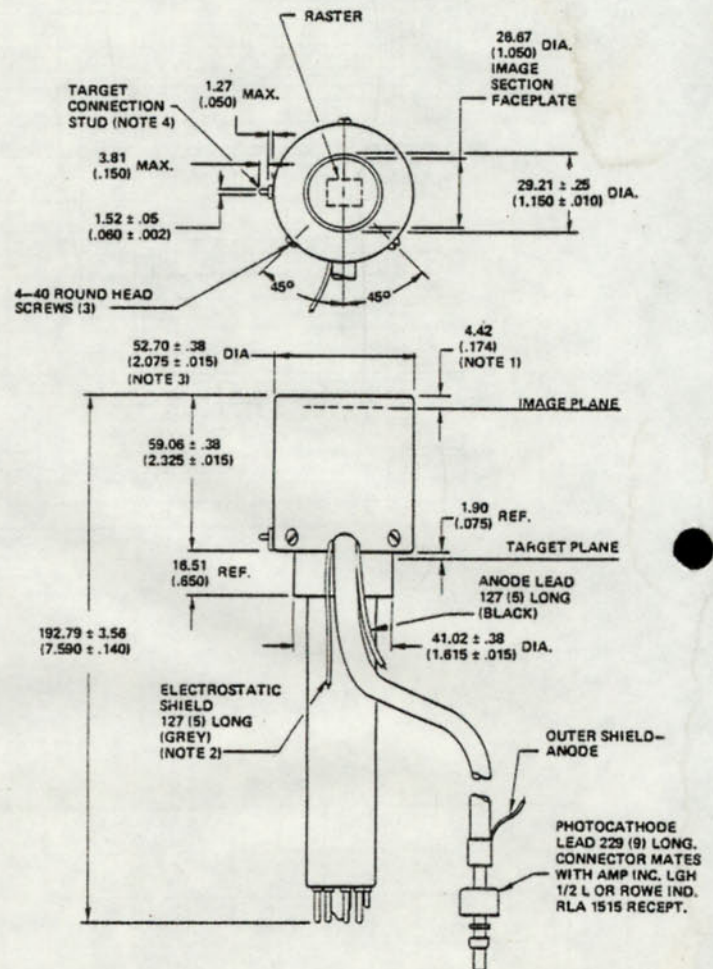 RASTER
26.67
(1.050) DIA.
IMAGE
SECTION
FACEPLATE
TARGET
CONNECTION
STUD (NOTE 4)
1.27
(.050) MAX.
3.81
(.150) MAX.
1.52 ± .05
(.060 ± .002)
29.21 ± .25
(1.150 ± .010) DIA.
4–40 ROUND HEAD
SCREWS (3)
45º
45º
52.70 ± .38
(2.075 ± .015) DIA
(NOTE 3)
4.42
(.174)
(NOTE 1)
IMAGE PLANE
59.06 ± .38
(2.325 ± .015)
1.90
(.075) REF.
TARGET PLANE
16.51
(.650) REF.
ANODE LEAD
127 (5) LONG
(BLACK)
192.79 ± 3.56
(7.590 ± .140)
41.02 ± .38
(1.615 ± .015) DIA.
ELECTROSTATIC
SHIELD
127 (5) LONG
(GREY)
(NOTE 2)
OUTER SHIELD–
ANODE
PHOTOCATHODE
LEAD 229 (9) LONG.
CONNECTOR MATES
WITH AMP INC. LGH
1/2 L OR ROWE IND.
RLA 1515 RECEPT.